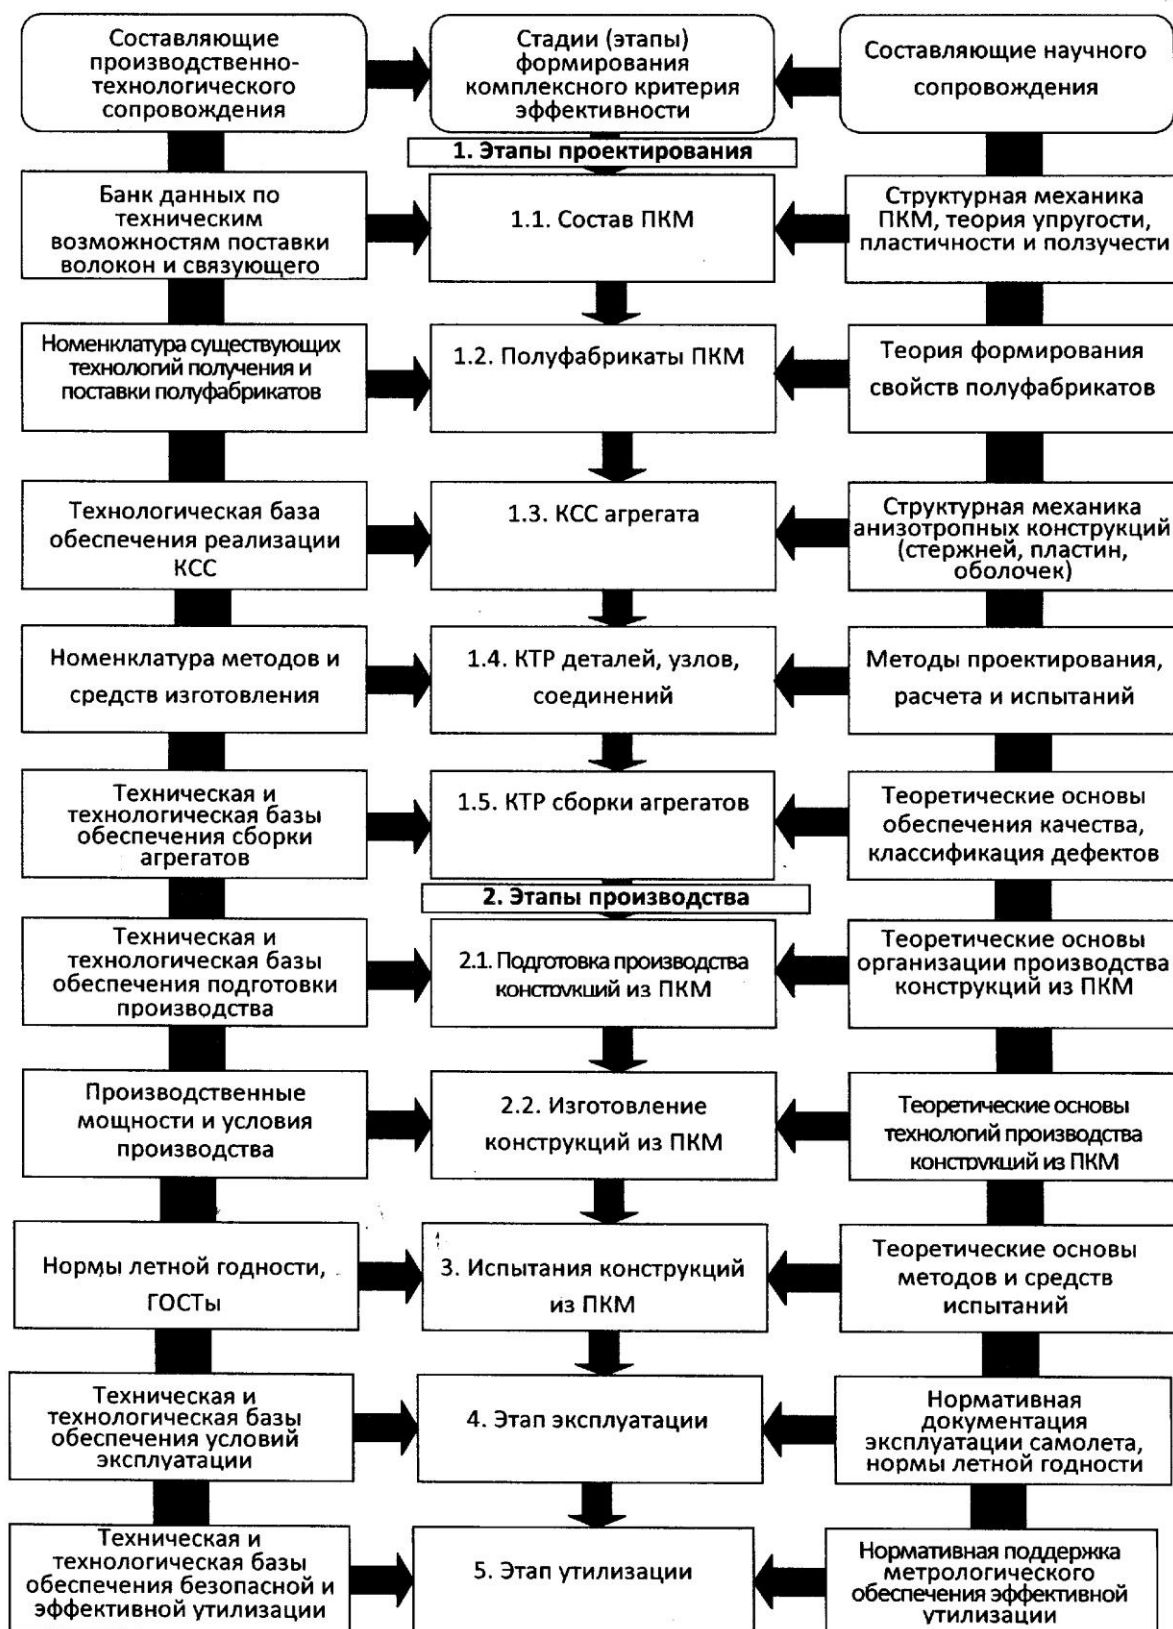 Составляющие
производственно-
технологического
сопровождения
Стадии (этапы)
формирования
комплексного критерия
эффективности
Составляющие научного
сопровождения
1. Этапы проектирования
Банк данных по
техническим
возможностям поставки
волокон и связующего
1.1. Состав ПКМ
Структурная механика
ПКМ, теория упругости,
пластичности и ползучести
Номенклатура существующих
технологий получения и
поставки полуфабрикатов
1.2. Полуфабрикаты ПКМ
Теория формирования
свойств полуфабрикатов
Технологическая база
обеспечения реализации
КСС
1.3. КСС агрегата
Структурная механика
анизотропных конструкций
(стержней, пластин,
оболочек)
Номенклатура методов и
средств изготовления
1.4. КТР деталей, узлов,
соединений
Методы проектирования,
расчета и испытаний
Техническая и
технологическая базы
обеспечения сборки
агрегатов
1.5. КТР сборки агрегатов
Теоретические основы
обеспечения качества,
классификация дефектов
2. Этапы производства
Техническая и
технологическая базы
обеспечения подготовки
производства
2.1. Подготовка производства
конструкций из ПКМ
Теоретические основы
организации производства
конструкций из ПКМ
Производственные
мощности и условия
производства
2.2. Изготовление
конструкций из ПКМ
Теоретические основы
технологий производства
конструкций из ПКМ
Нормы летной годности,
ГОСТы
3. Испытания конструкций
из ПКМ
Теоретические основы
методов и средств
испытаний
Техническая и
технологическая базы
обеспечения условий
эксплуатации
4. Этап эксплуатации
Нормативная
документация
эксплуатации самолета,
нормы летной годности
Техническая и
технологическая базы
обеспечения безопасной и
эффективной утилизации
5. Этап утилизации
Нормативная поддержка
метрологического
обеспечения эффективной
утилизации